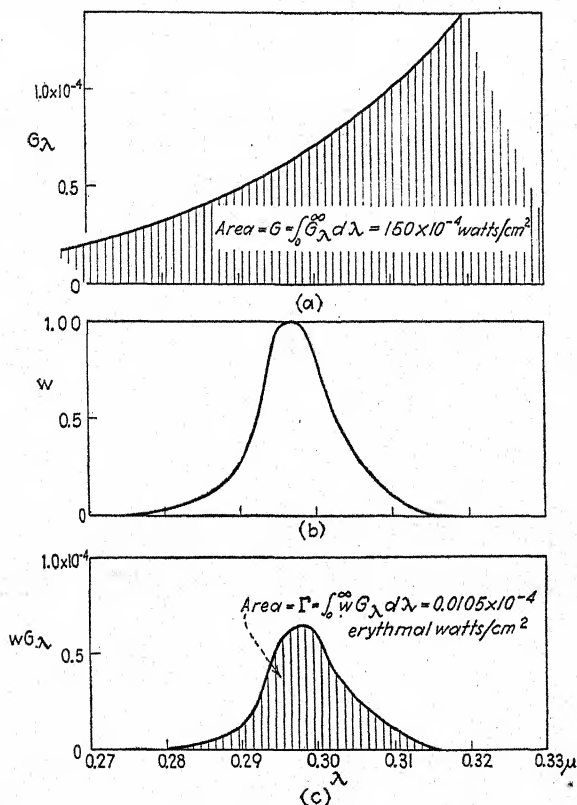 1.0x10⁻⁴
Gλ
0.5
Area = G = ∫₀^∞ Gλ dλ = 150 × 10⁻⁴ watts/cm²
0
(a)
1.00
w
0.5
0
(b)
1.0x10⁻⁴
Area = Γ = ∫₀^∞ w Gλ dλ = 0.0105×10⁻⁴
erythmal watts/cm²
wGλ
0.5
0
0.27 0.28 0.29 0.30 0.31 0.32 0.33μ
λ
(c)